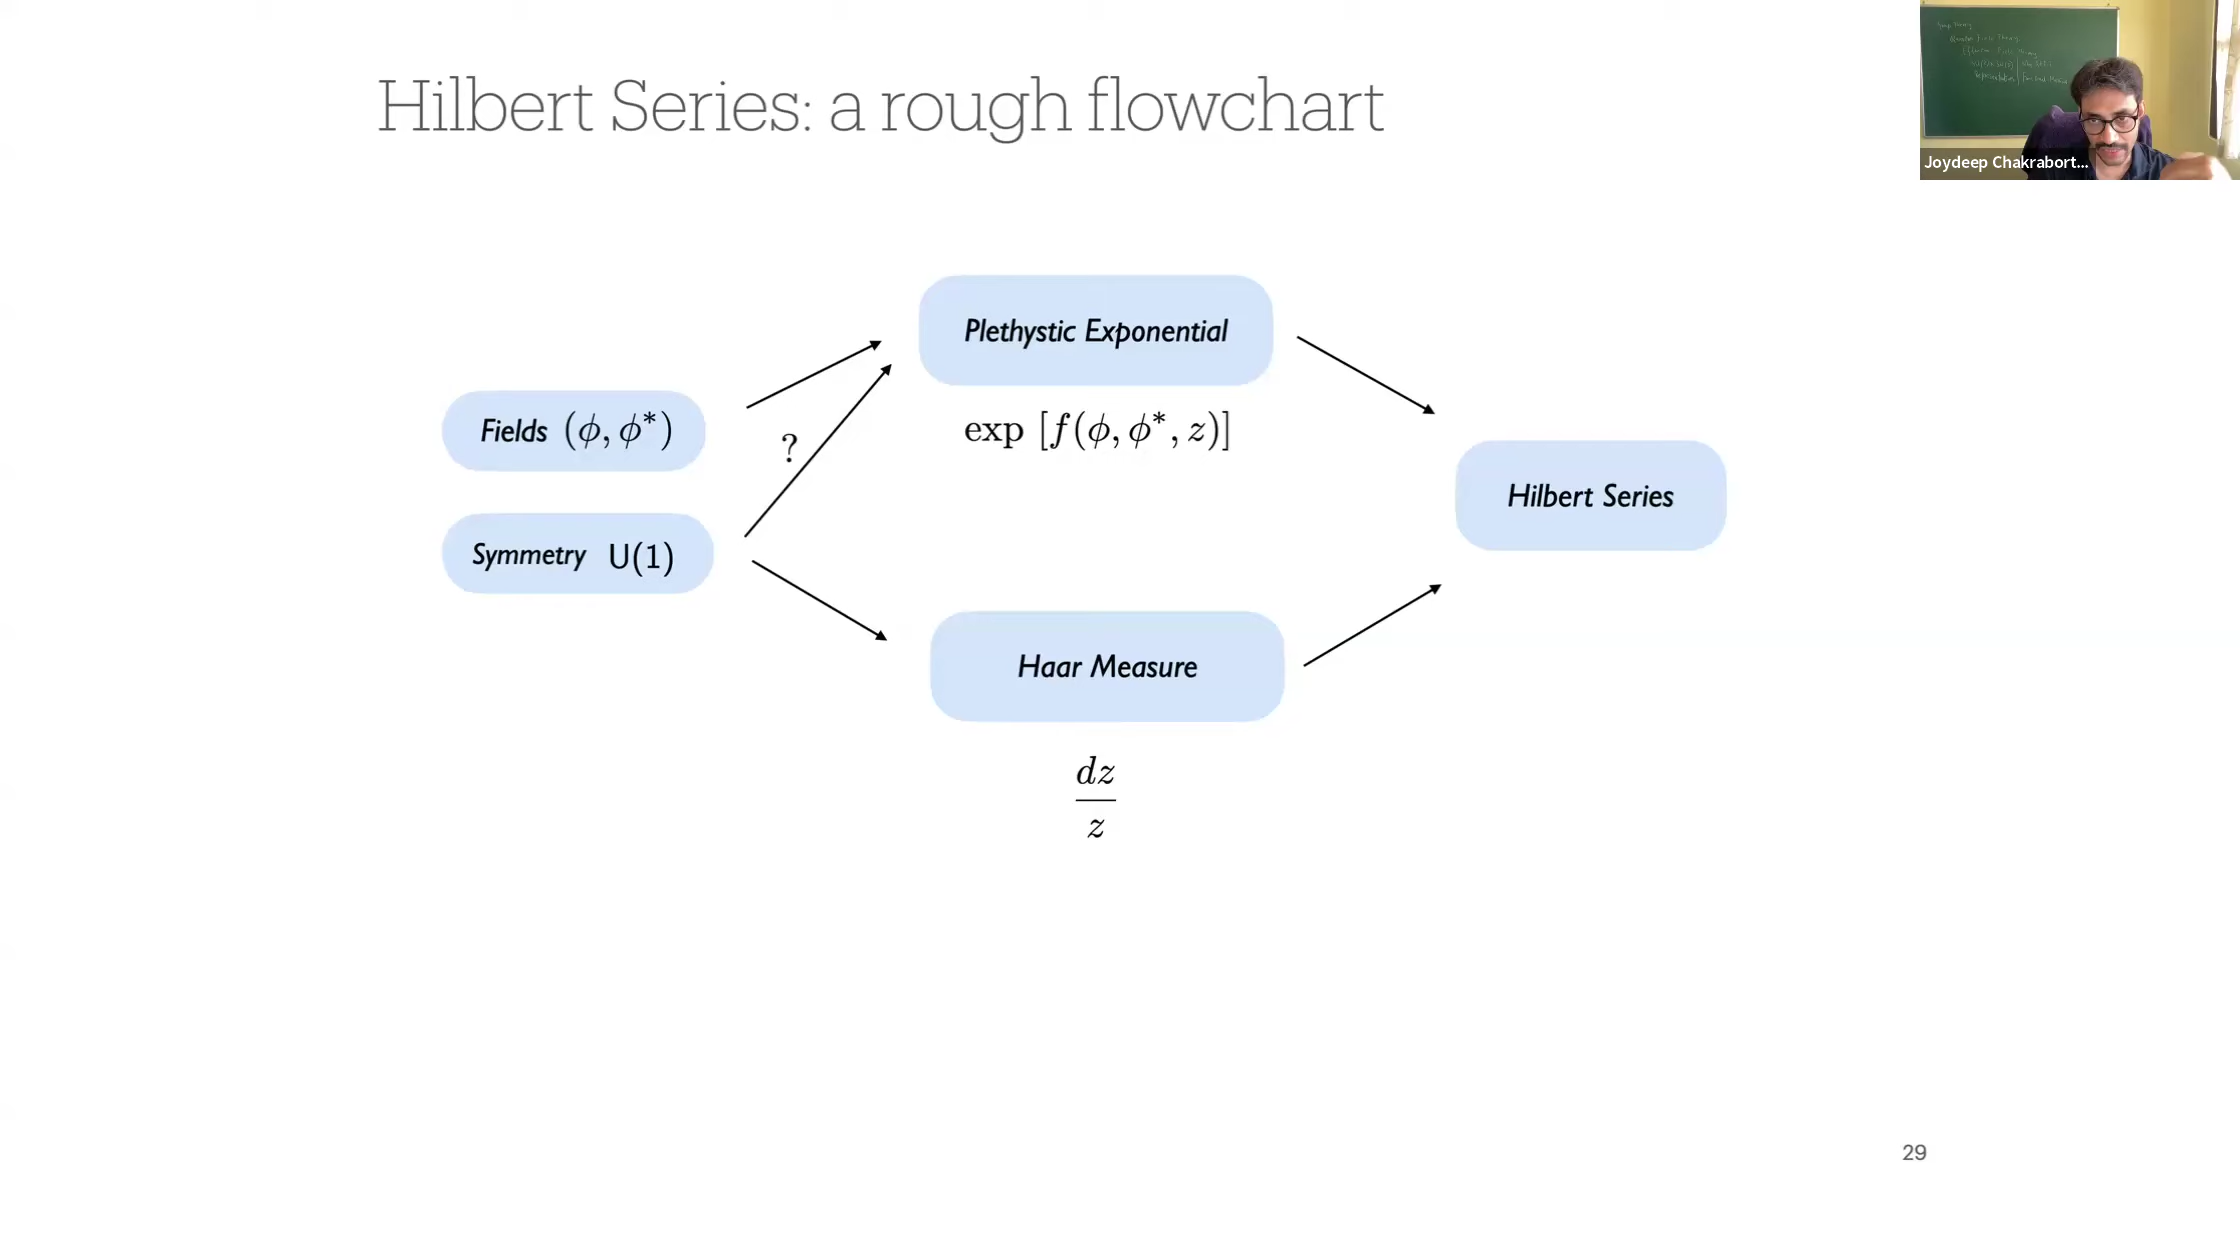 Hilbert Series: a rough flowchart
Joydeep Chakrabort...
Plethystic Exponential
Fields (ϕ, ϕ*)
?
exp [f(ϕ, ϕ*, z)]
Hilbert Series
Symmetry U(1)
Haar Measure
dz
z
29